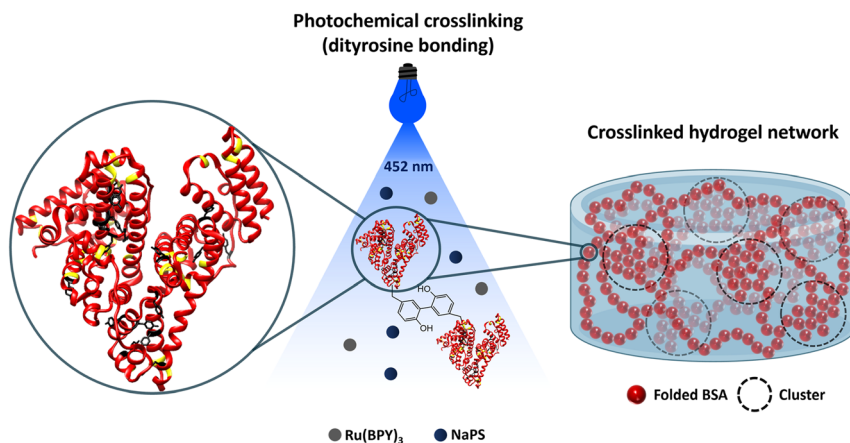 Photochemical crosslinking
(dityrosine bonding)
452 nm
Crosslinked hydrogel network
HO
OH
Folded BSA
Cluster
Ru(BPY)₃
NaPS